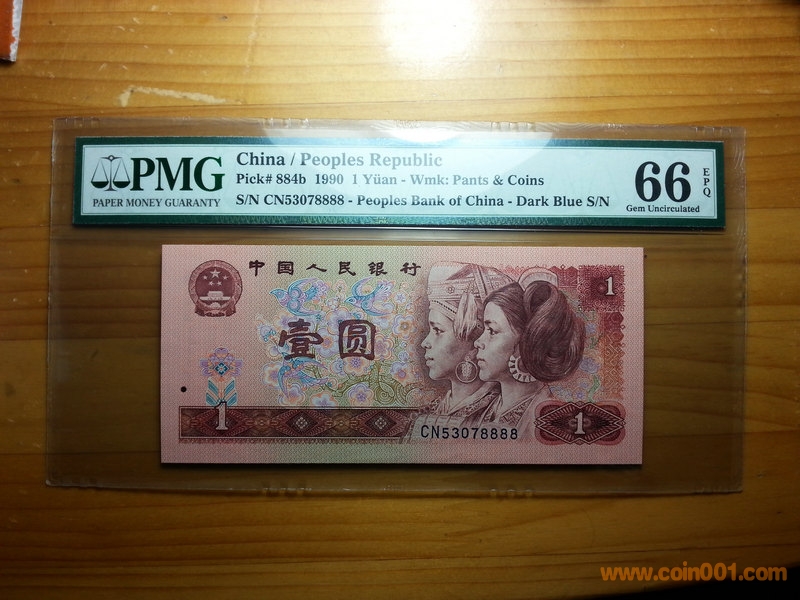 PMG
PAPER MONEY GUARANTY
China / Peoples Republic
Pick# 884b 1990 1 Yüan - Wmk: Pants & Coins
S/N CN53078888 - Peoples Bank of China - Dark Blue S/N
66
EPQ
Gem Uncirculated
中国人民银行
1
壹圆
1
CN53078888
1
www.coin001.com